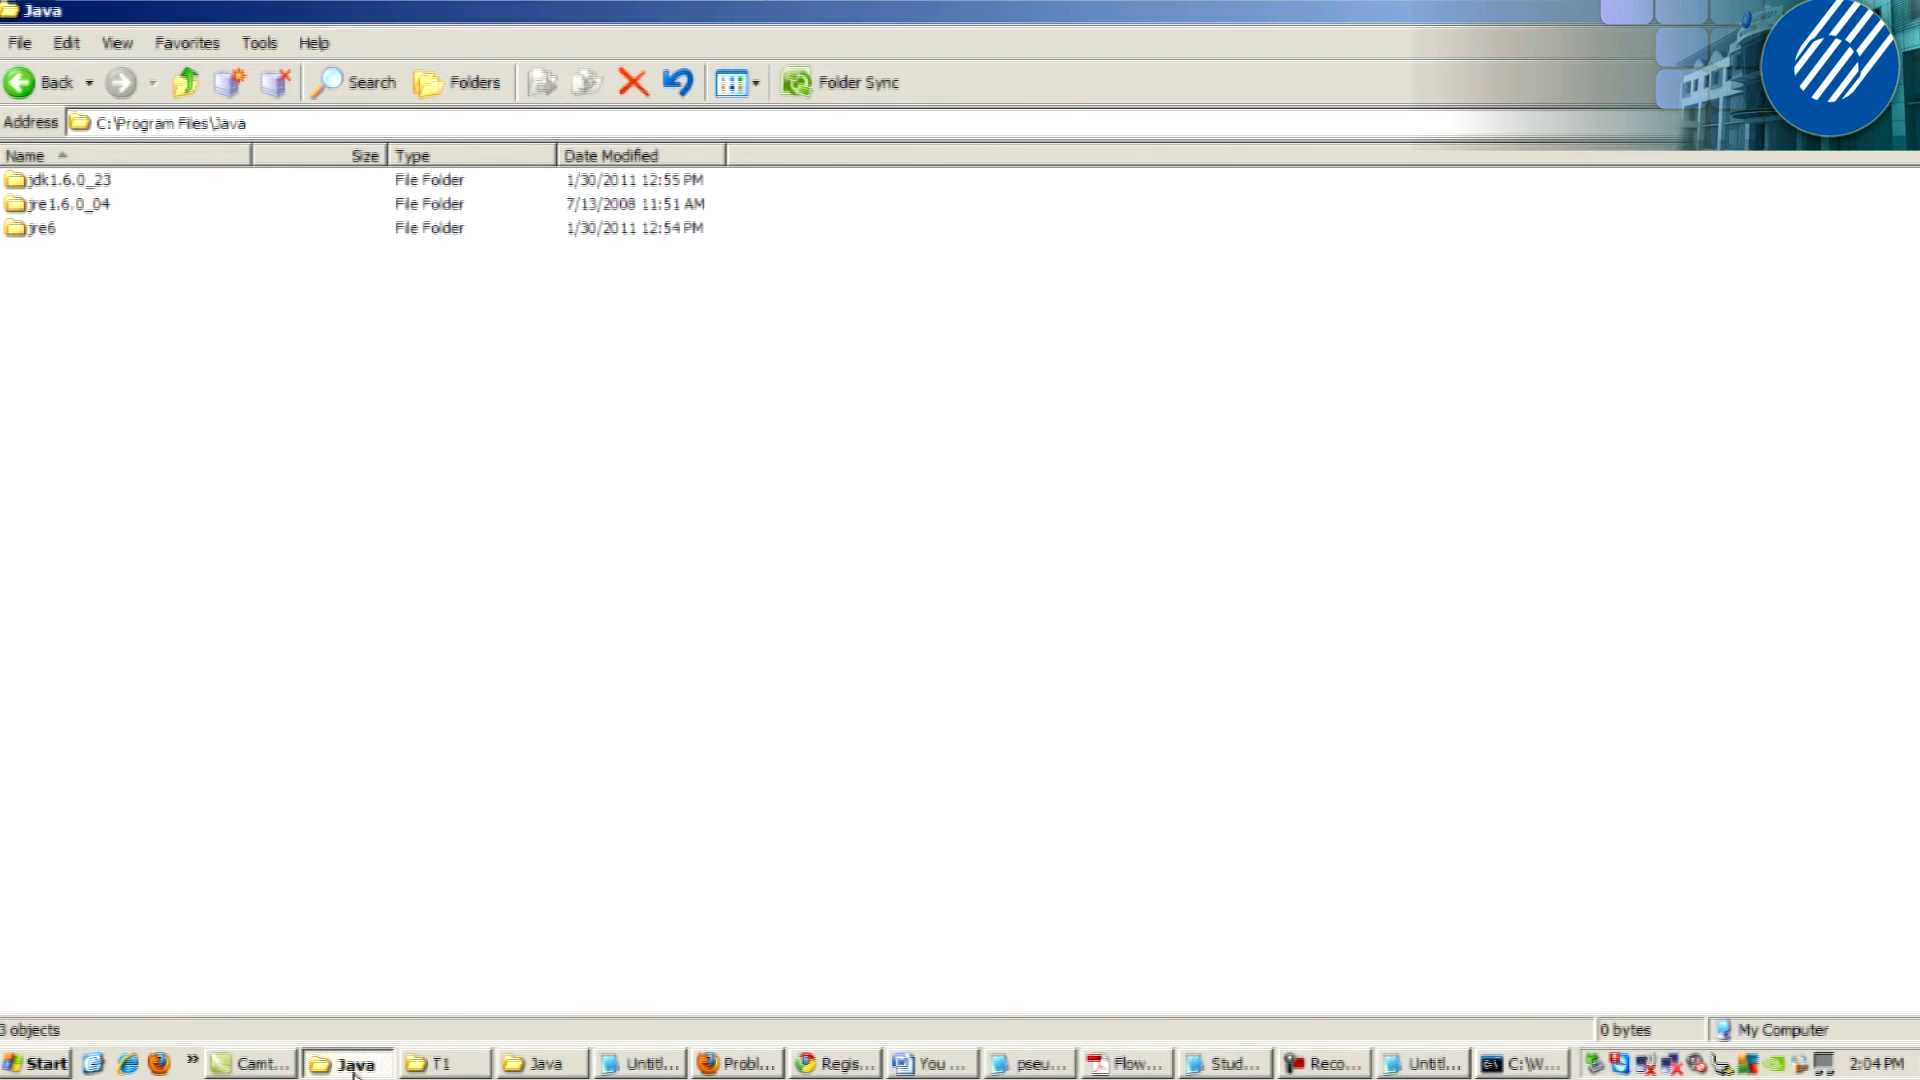 Java
File Edit View Favorites Tools Help
Back Search Folders Folder Sync
Address C:\Program Files\Java
Name Size Type Date Modified
jdk1.6.0_23 File Folder 1/30/2011 12:55 PM
jre1.6.0_04 File Folder 7/13/2008 11:51 AM
jre6 File Folder 1/30/2011 12:54 PM
3 objects 0 bytes My Computer
Start » Camt... Java T1 Java Untitl... Probl... Regis... You ... pseu... Flow... Stud... Reco... Untitl... C:\W... 2:04 PM